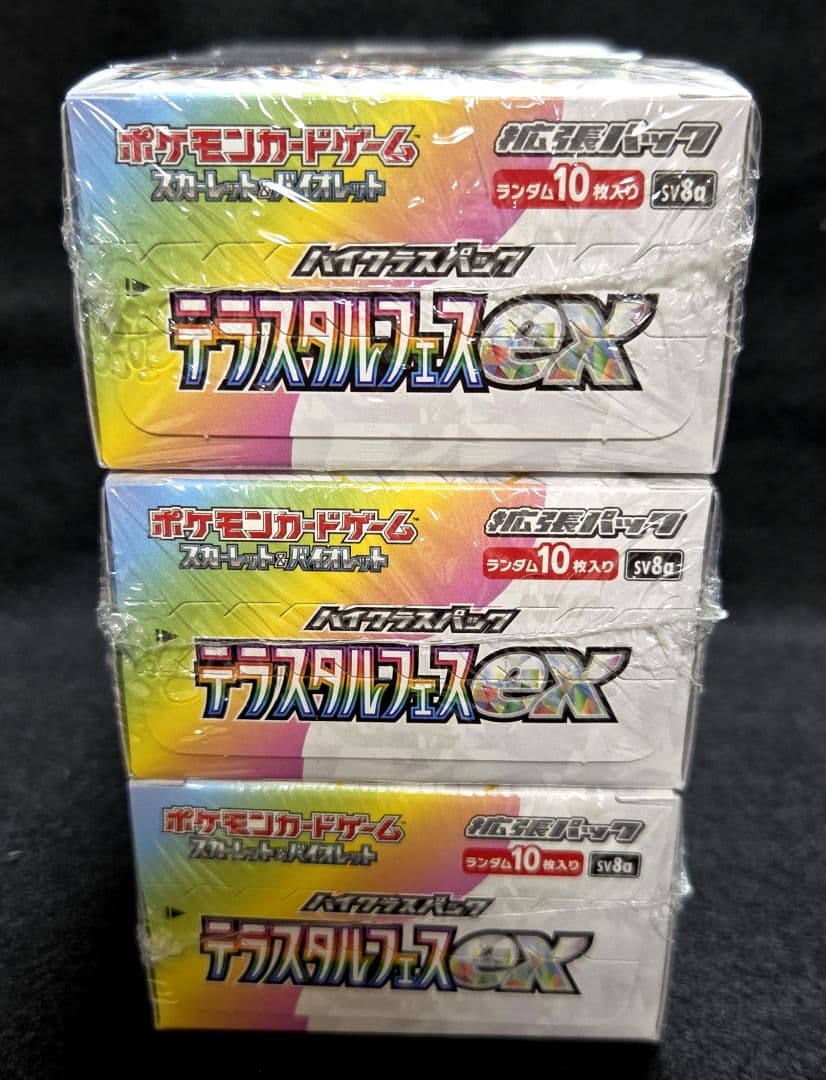 ポケモンカードゲーム™
スカーレット&バイオレット
拡張パック
ランダム10枚入り SV8a
ハイクラスパック
テラスタルフェスex
ポケモンカードゲーム™
スカーレット&バイオレット
拡張パック
ランダム10枚入り SV8a
ハイクラスパック
テラスタルフェスex
ポケモンカードゲーム
スカーレット&バイオレット
拡張パック
ランダム10枚入り SV8a
ハイクラスパック
テラスタルフェスex